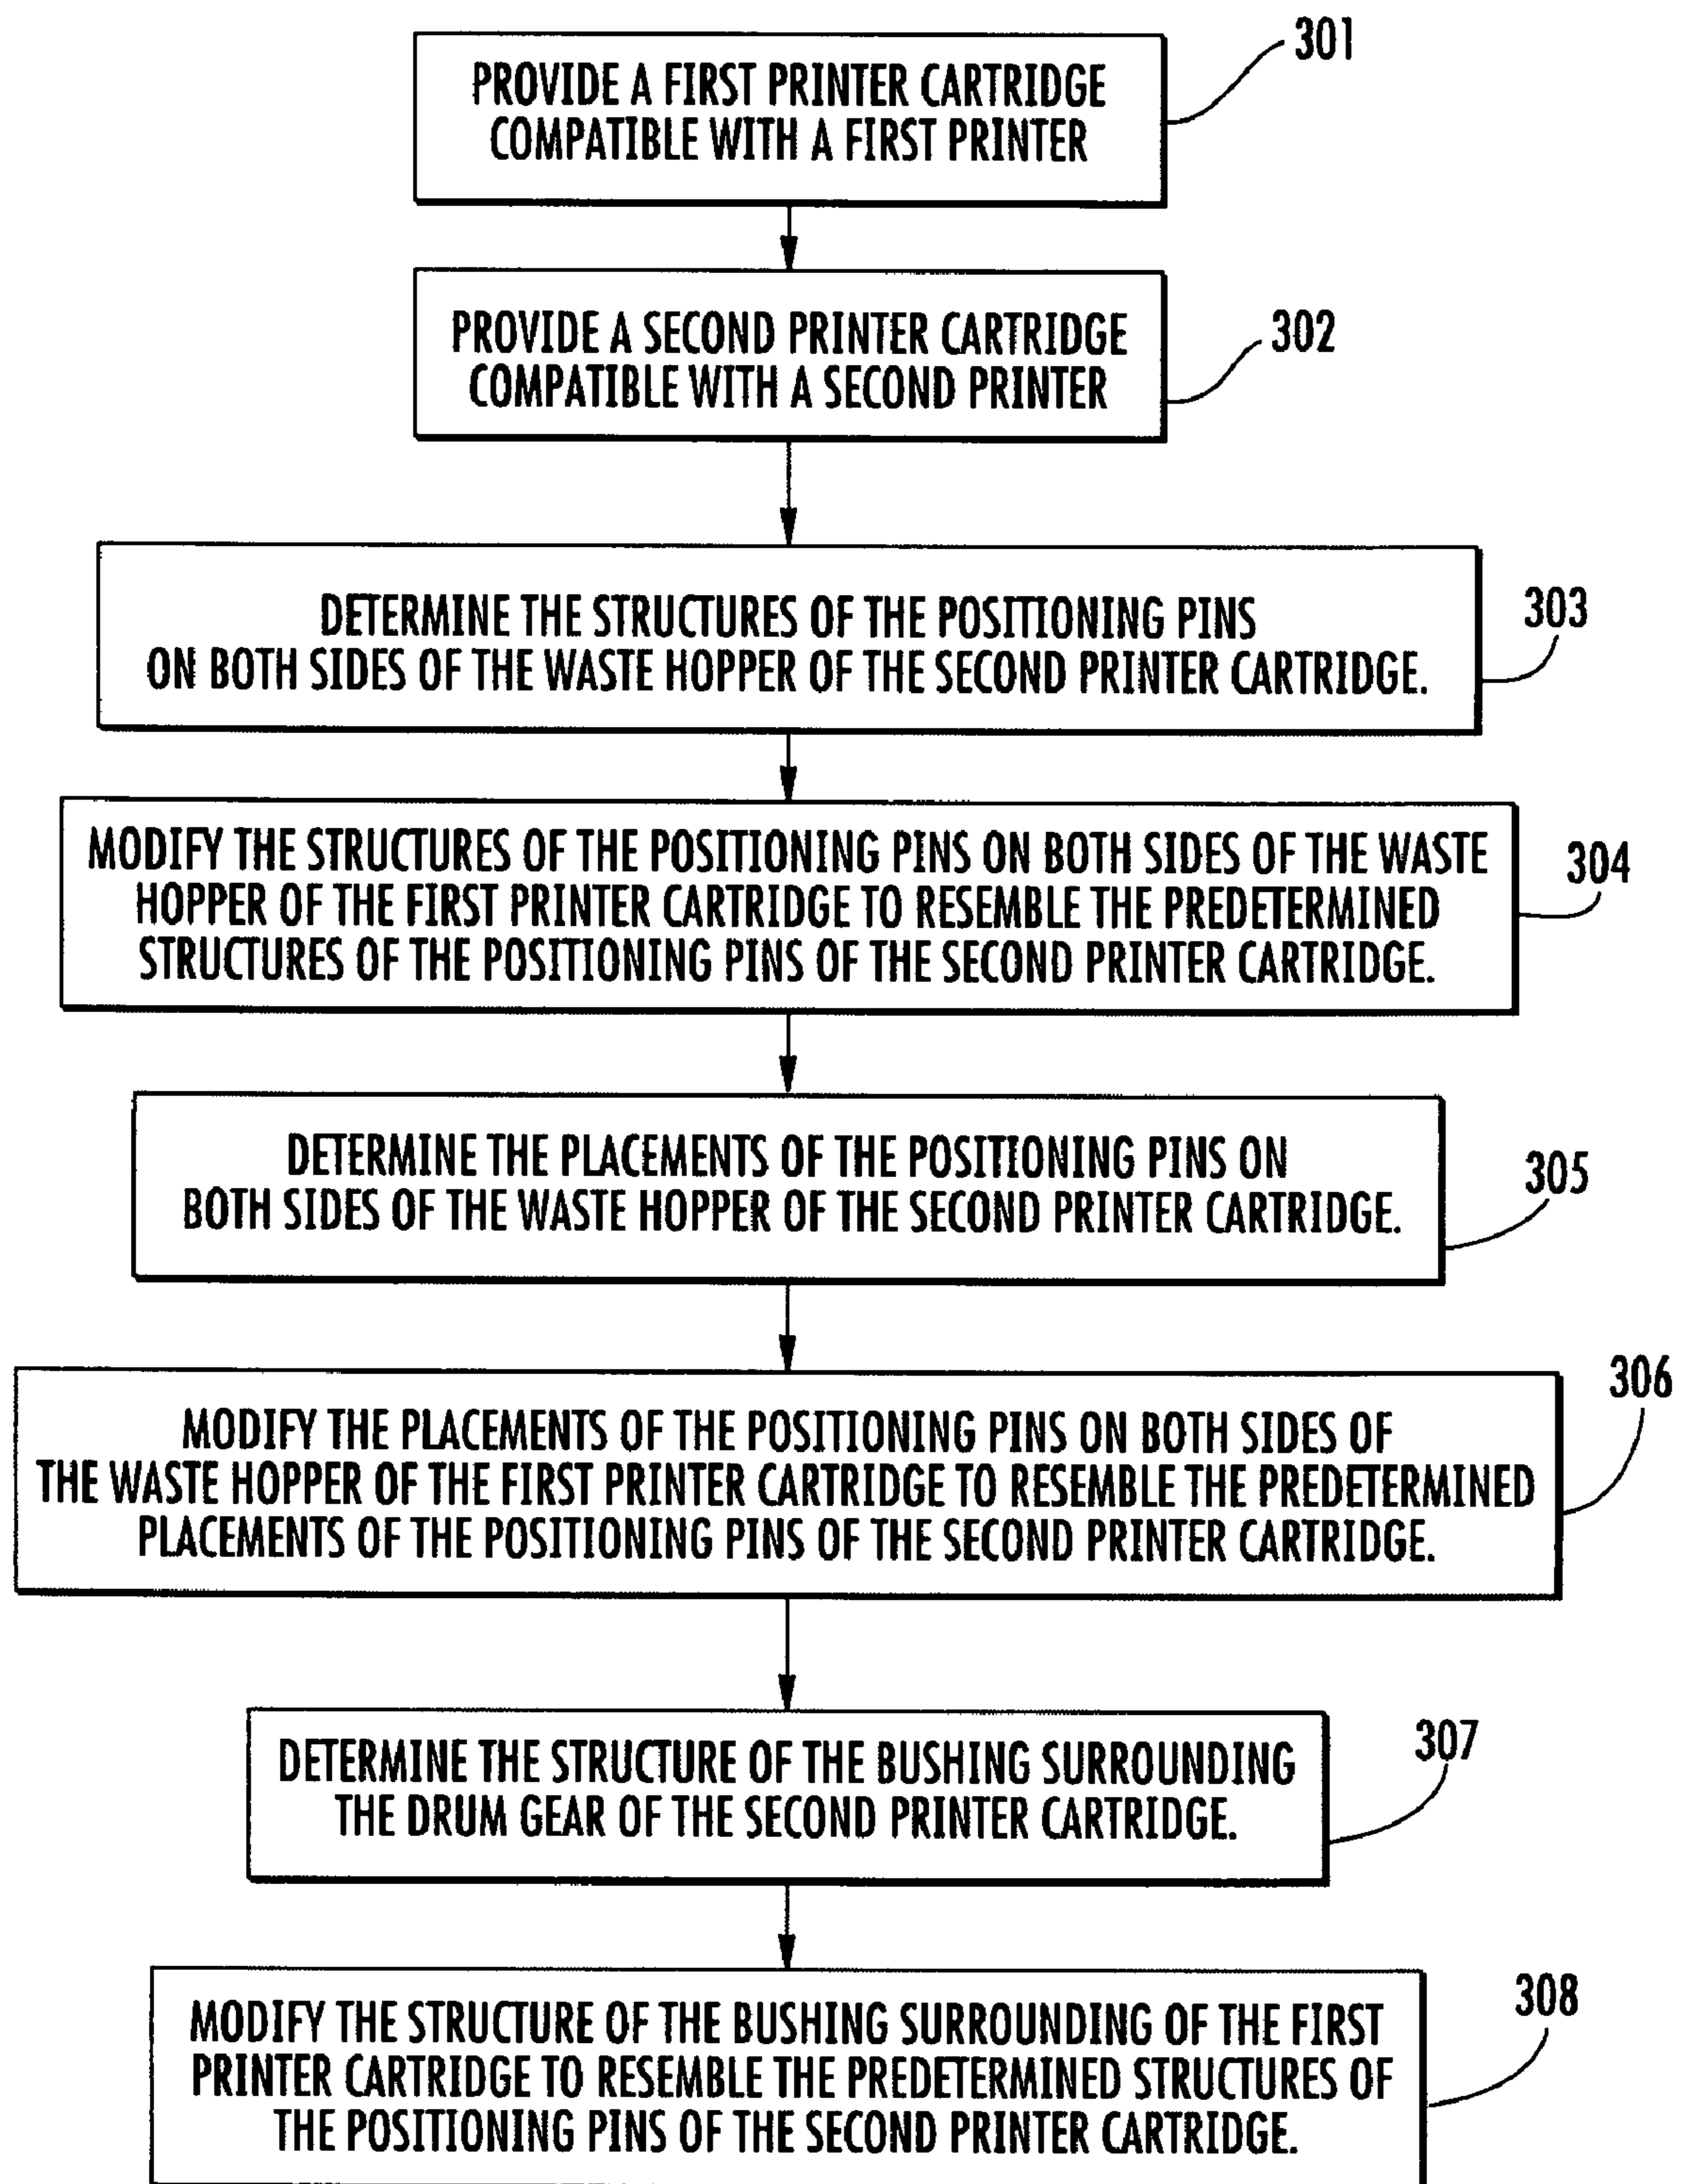 301
PROVIDE A FIRST PRINTER CARTRIDGE
COMPATIBLE WITH A FIRST PRINTER
302
PROVIDE A SECOND PRINTER CARTRIDGE
COMPATIBLE WITH A SECOND PRINTER
303
DETERMINE THE STRUCTURES OF THE POSITIONING PINS
ON BOTH SIDES OF THE WASTE HOPPER OF THE SECOND PRINTER CARTRIDGE.
304
MODIFY THE STRUCTURES OF THE POSITIONING PINS ON BOTH SIDES OF THE WASTE
HOPPER OF THE FIRST PRINTER CARTRIDGE TO RESEMBLE THE PREDETERMINED
STRUCTURES OF THE POSITIONING PINS OF THE SECOND PRINTER CARTRIDGE.
305
DETERMINE THE PLACEMENTS OF THE POSITIONING PINS ON
BOTH SIDES OF THE WASTE HOPPER OF THE SECOND PRINTER CARTRIDGE.
306
MODIFY THE PLACEMENTS OF THE POSITIONING PINS ON BOTH SIDES OF
THE WASTE HOPPER OF THE FIRST PRINTER CARTRIDGE TO RESEMBLE THE PREDETERMINED
PLACEMENTS OF THE POSITIONING PINS OF THE SECOND PRINTER CARTRIDGE.
307
DETERMINE THE STRUCTURE OF THE BUSHING SURROUNDING
THE DRUM GEAR OF THE SECOND PRINTER CARTRIDGE.
308
MODIFY THE STRUCTURE OF THE BUSHING SURROUNDING OF THE FIRST
PRINTER CARTRIDGE TO RESEMBLE THE PREDETERMINED STRUCTURES OF
THE POSITIONING PINS OF THE SECOND PRINTER CARTRIDGE.